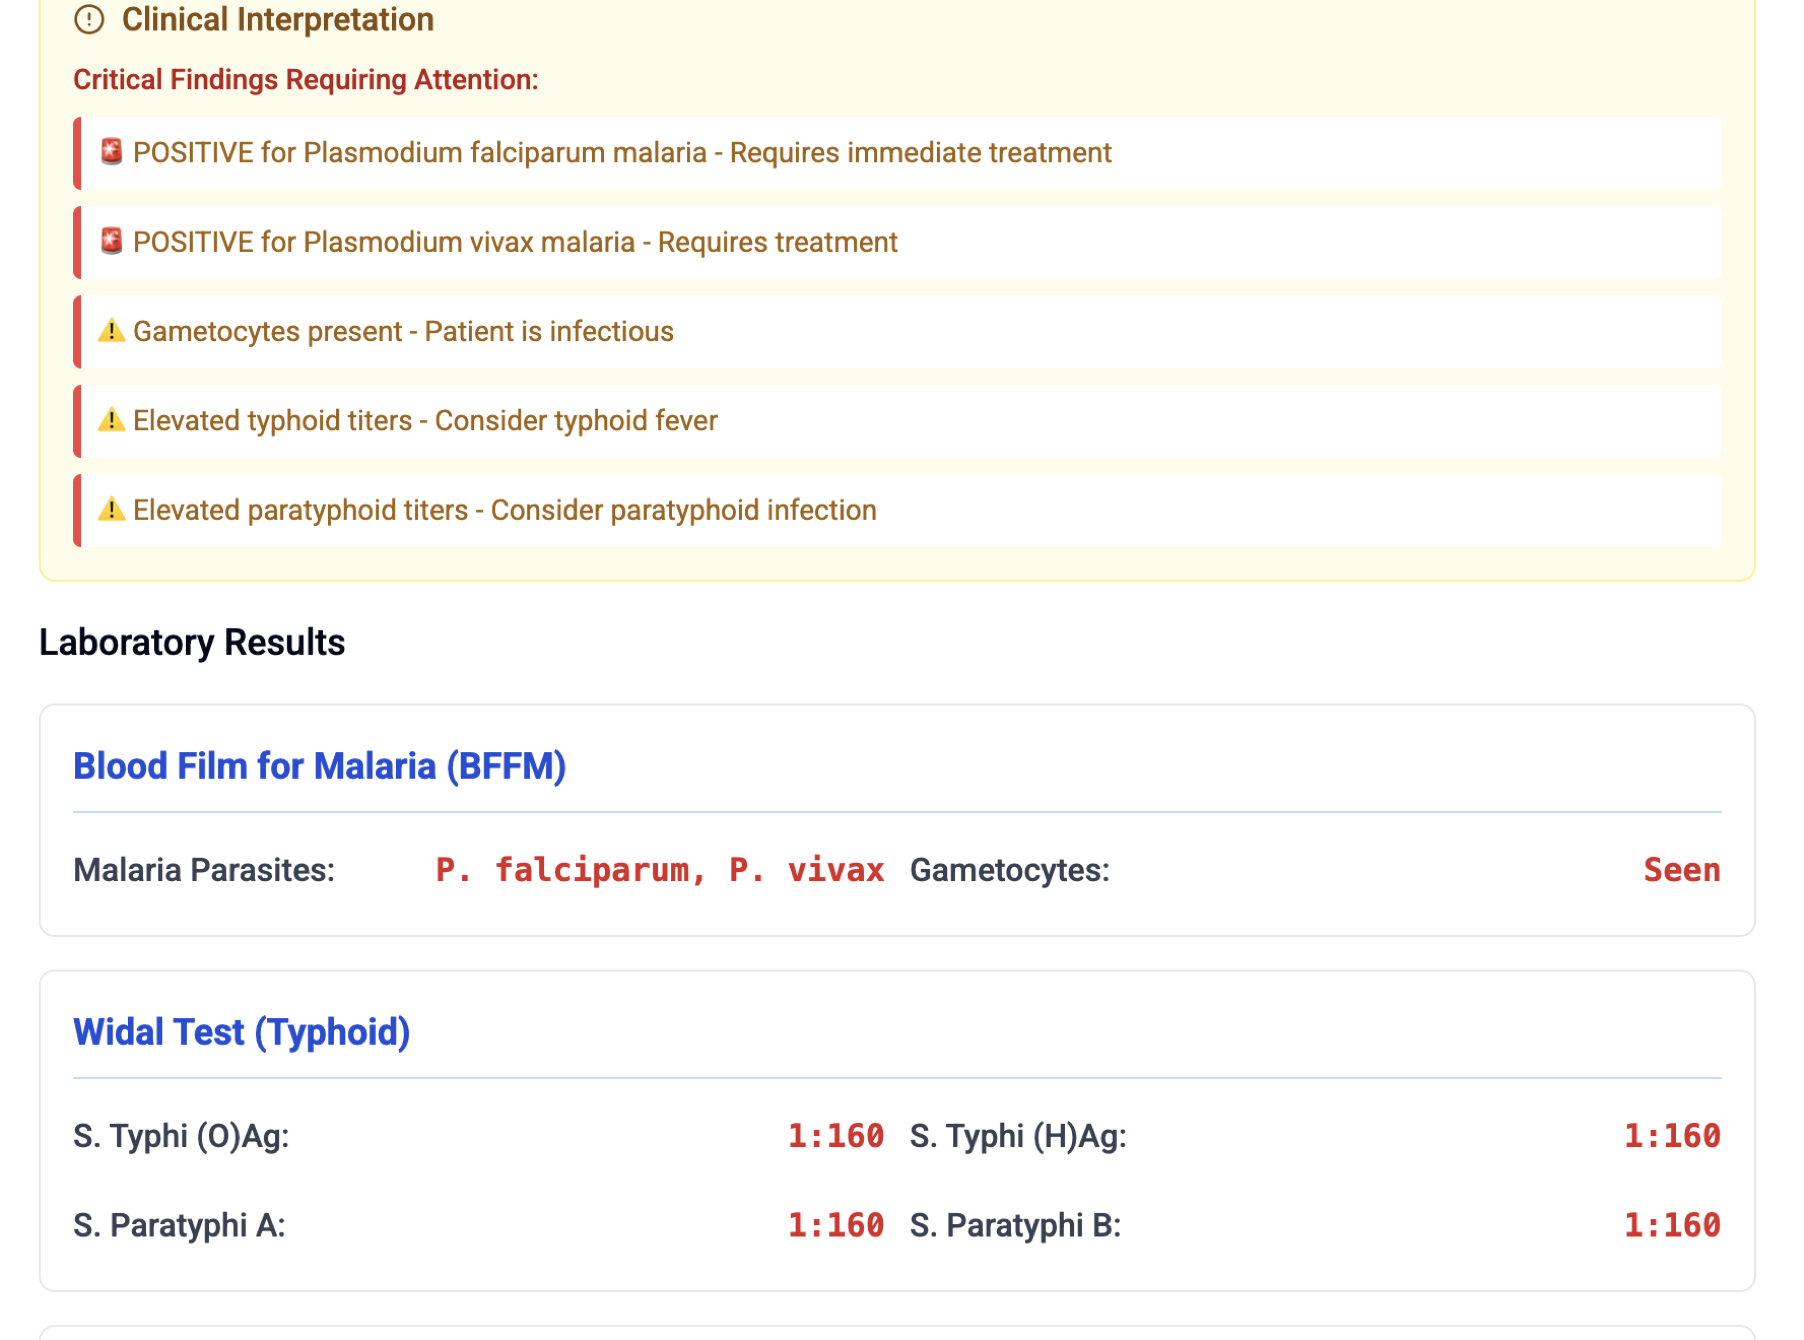 Clinical Interpretation
Critical Findings Requiring Attention:
🚨 POSITIVE for Plasmodium falciparum malaria - Requires immediate treatment
🚨 POSITIVE for Plasmodium vivax malaria - Requires treatment
⚠️ Gametocytes present - Patient is infectious
⚠️ Elevated typhoid titers - Consider typhoid fever
⚠️ Elevated paratyphoid titers - Consider paratyphoid infection
Laboratory Results
Blood Film for Malaria (BFFM)
Malaria Parasites: P. falciparum, P. vivax Gametocytes: Seen
Widal Test (Typhoid)
S. Typhi (O)Ag: 1:160 S. Typhi (H)Ag: 1:160
S. Paratyphi A: 1:160 S. Paratyphi B: 1:160